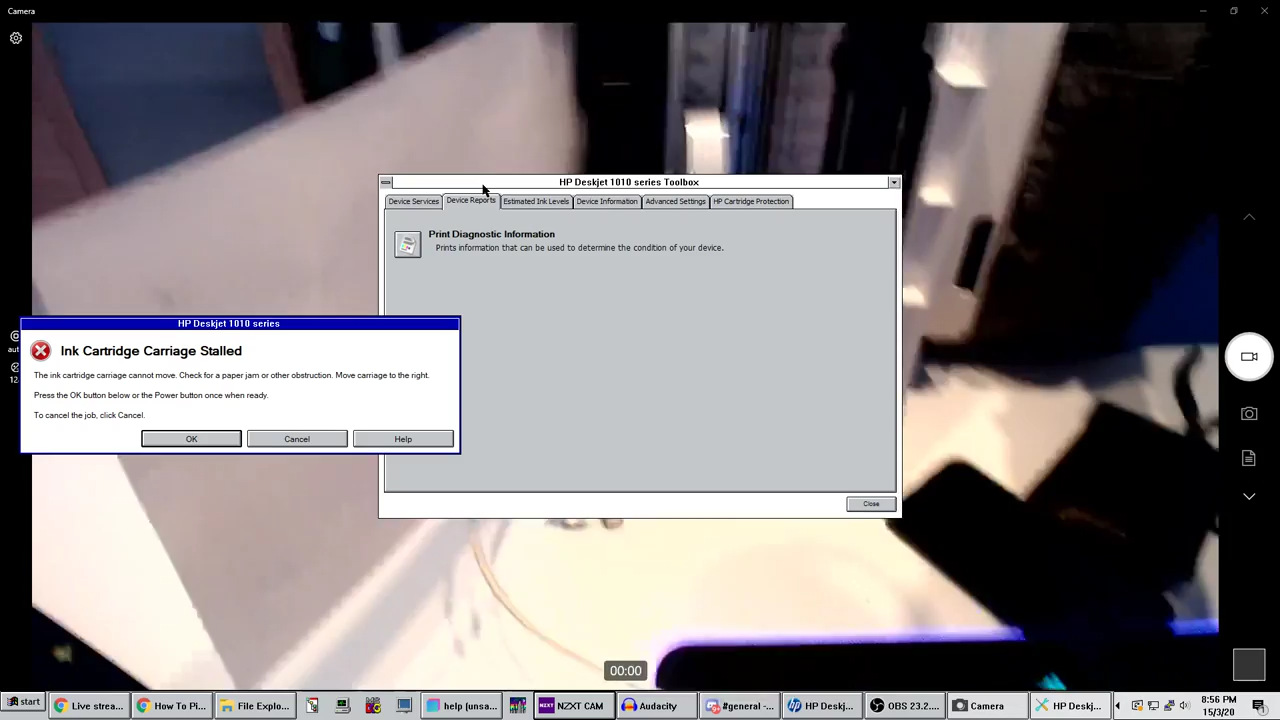 Camera
HP Deskjet 1010 series Toolbox
Device Services
Device Reports
Estimated Ink Levels
Device Information
Advanced Settings
HP Cartridge Protection
Print Diagnostic Information
Prints information that can be used to determine the condition of your device.
Close
HP Deskjet 1010 series
Ink Cartridge Carriage Stalled
The ink cartridge carriage cannot move. Check for a paper jam or other obstruction. Move carriage to the right.
Press the OK button below or the Power button once when ready.
To cancel the job, click Cancel.
OK
Cancel
Help
00:00
start
Live strea...
How To Pi...
File Explo...
help (unsa...
NZXT CAM
Audacity
#general -...
HP Deskj...
OBS 23.2....
Camera
HP Deskj...
8:56 PM
15/3/20